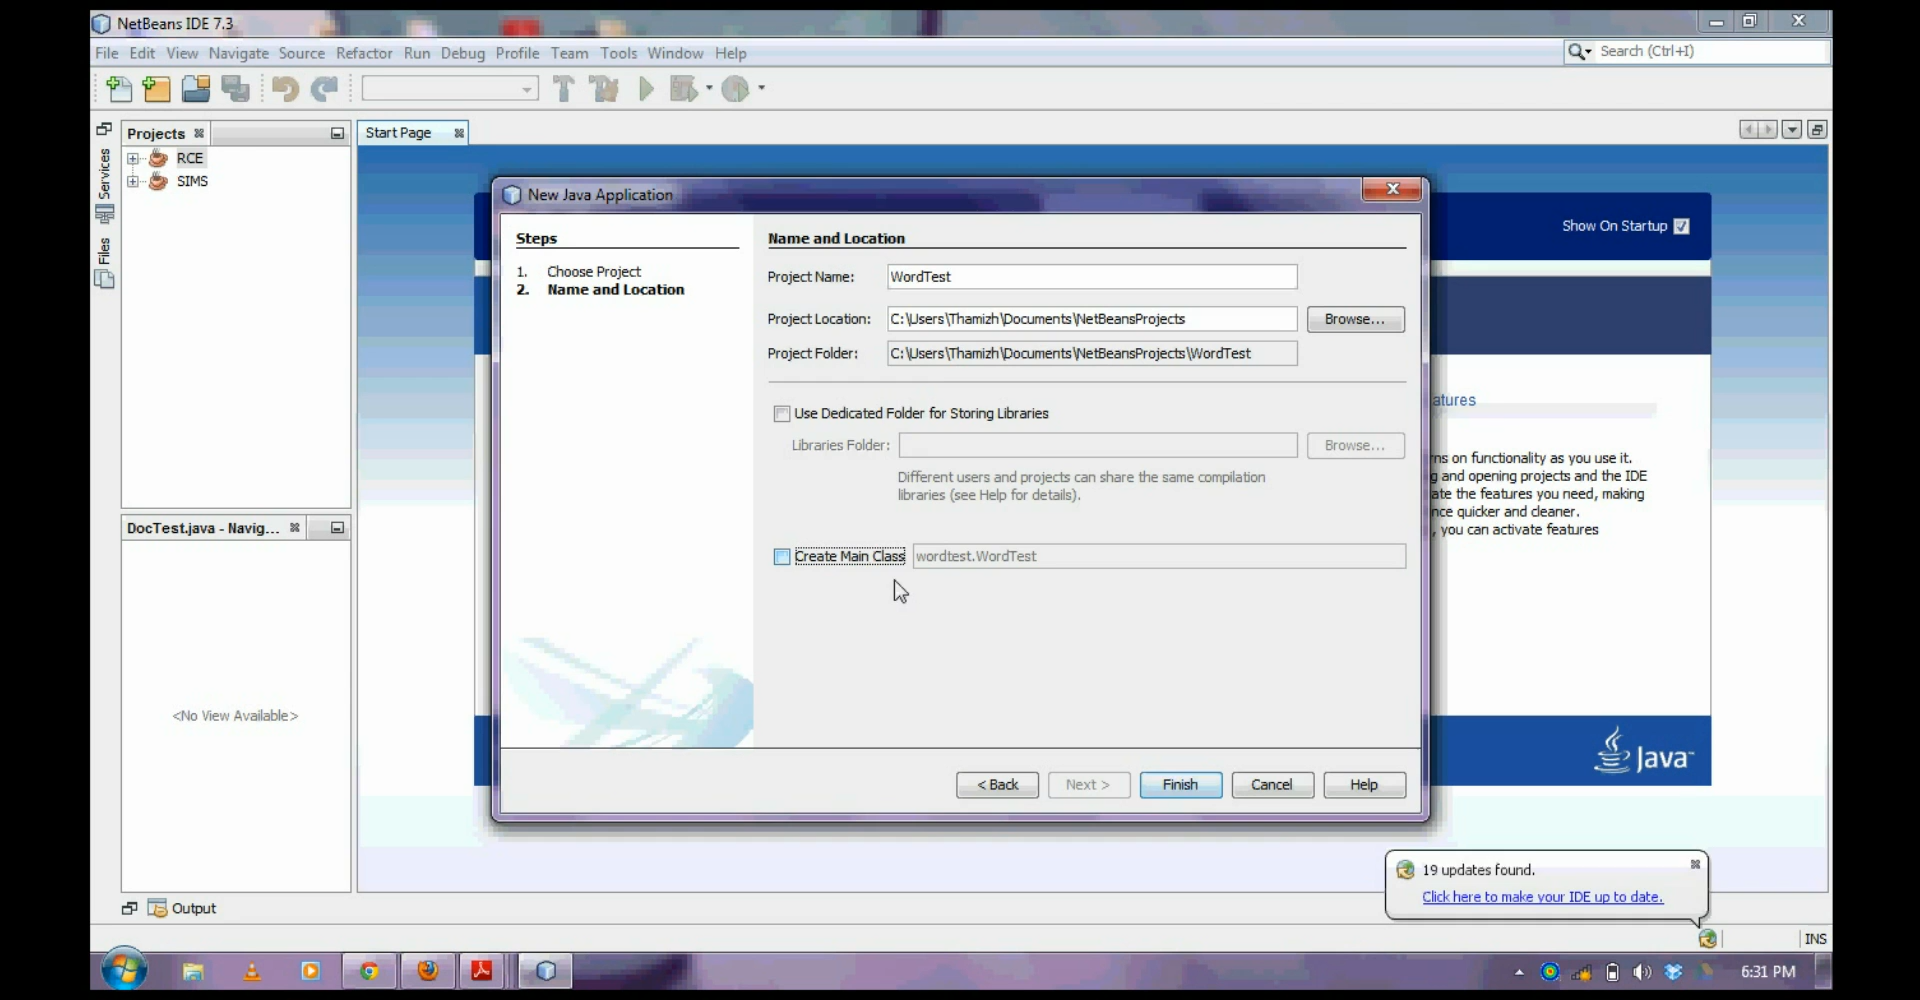 NetBeans IDE 7.3
File Edit View Navigate Source Refactor Run Debug Profile Team Tools Window Help
Search (Ctrl+I)
Projects
Start Page
Services
Files
RCE
SIMS
Show On Startup
New Java Application
Steps
1. Choose Project
2. Name and Location
Name and Location
Project Name: WordTest
Project Location: C:\Users\Thamizh\Documents\NetBeansProjects Browse...
Project Folder: C:\Users\Thamizh\Documents\NetBeansProjects\WordTest
Use Dedicated Folder for Storing Libraries
Libraries Folder: Browse...
Different users and projects can share the same compilation
libraries (see Help for details).
Create Main Class wordtest.WordTest
< Back Next > Finish Cancel Help
atures
ns on functionality as you use it.
g and opening projects and the IDE
ate the features you need, making
nce quicker and cleaner.
, you can activate features
Java
DocTest.java - Navig...
<No View Available>
19 updates found.
Click here to make your IDE up to date.
Output
INS
6:31 PM